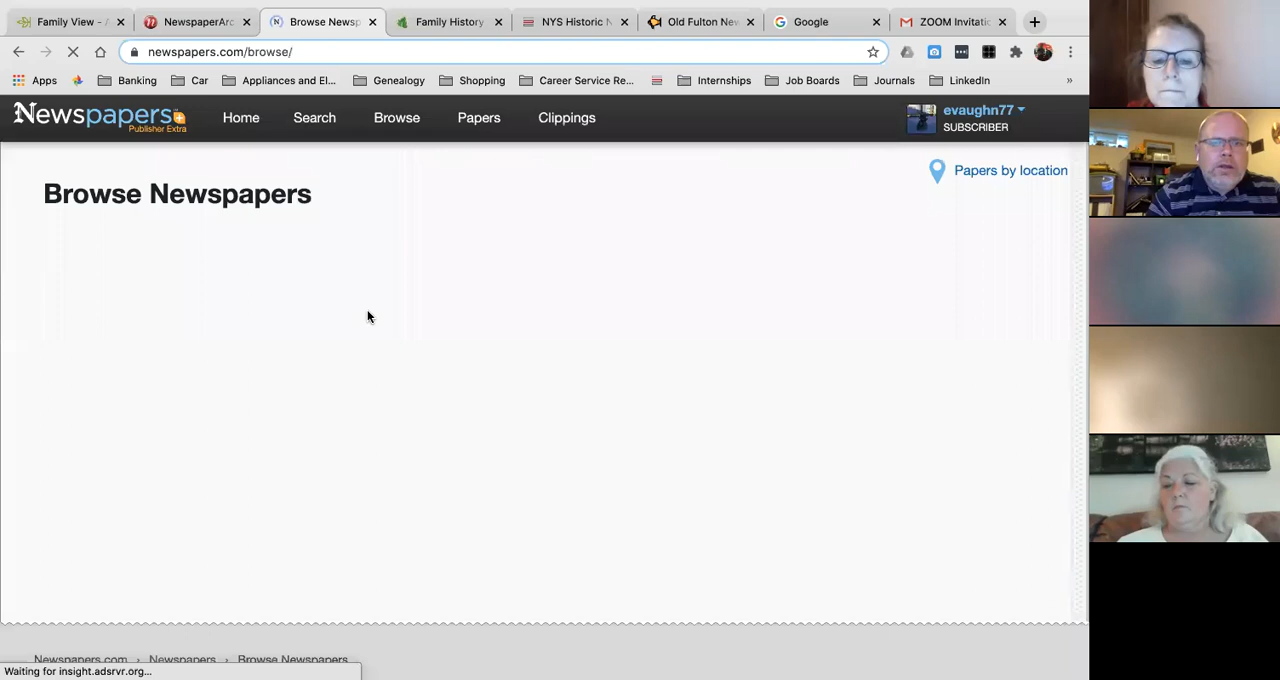 Family View - A
NewspaperArc
Browse Newsp
Family History
NYS Historic N
Old Fulton New
Google
ZOOM Invitatic
newspapers.com/browse/
Apps
Banking
Car
Appliances and El...
Genealogy
Shopping
Career Service Re...
Internships
Job Boards
Journals
LinkedIn
»
Newspapers
Publisher Extra
Home
Search
Browse
Papers
Clippings
evaughn77
SUBSCRIBER
Papers by location
Browse Newspapers
Newspapers.com › Newspapers › Browse Newspapers
Waiting for insight.adsrvr.org...